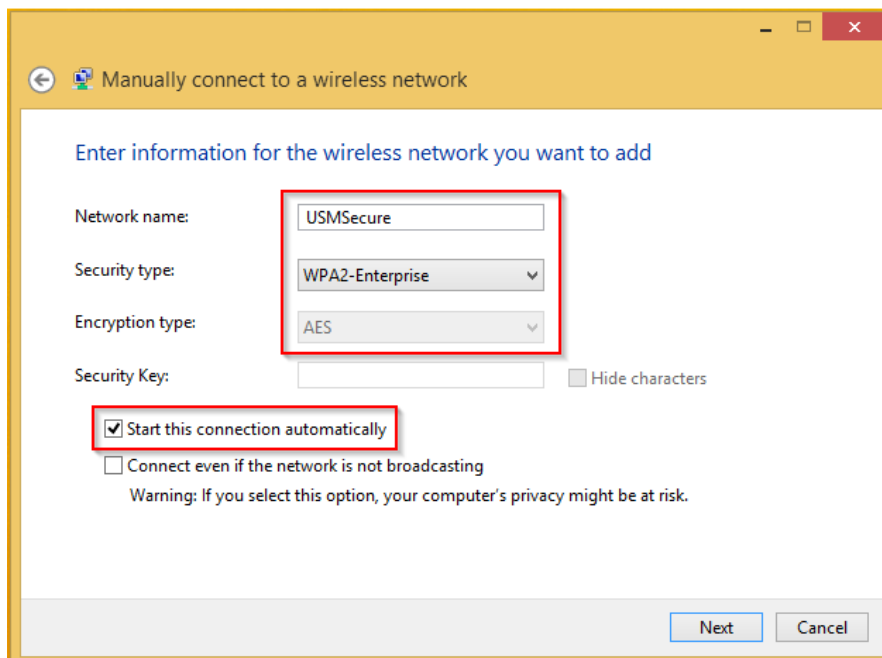 Manually connect to a wireless network
Enter information for the wireless network you want to add
Network name: USMSecure
Security type: WPA2-Enterprise
Encryption type: AES
Security Key: Hide characters
Start this connection automatically
Connect even if the network is not broadcasting
Warning: If you select this option, your computer's privacy might be at risk.
Next Cancel